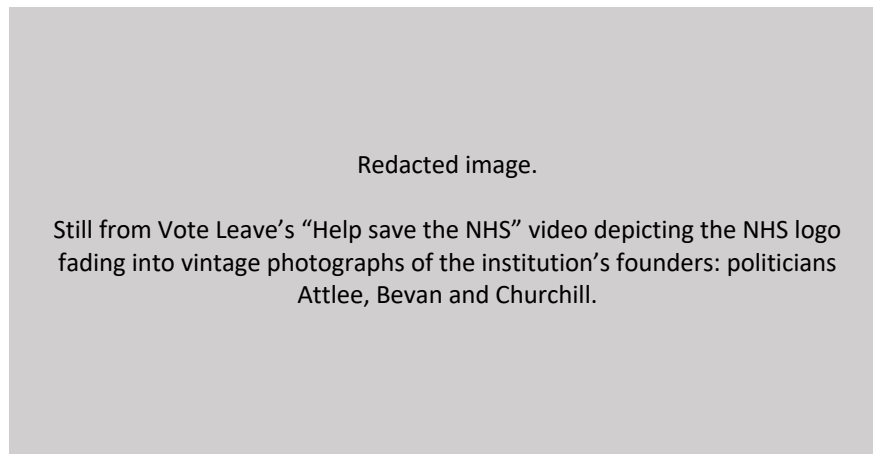 Redacted image.
Still from Vote Leave’s “Help save the NHS” video depicting the NHS logo
fading into vintage photographs of the institution’s founders: politicians
Attlee, Bevan and Churchill.